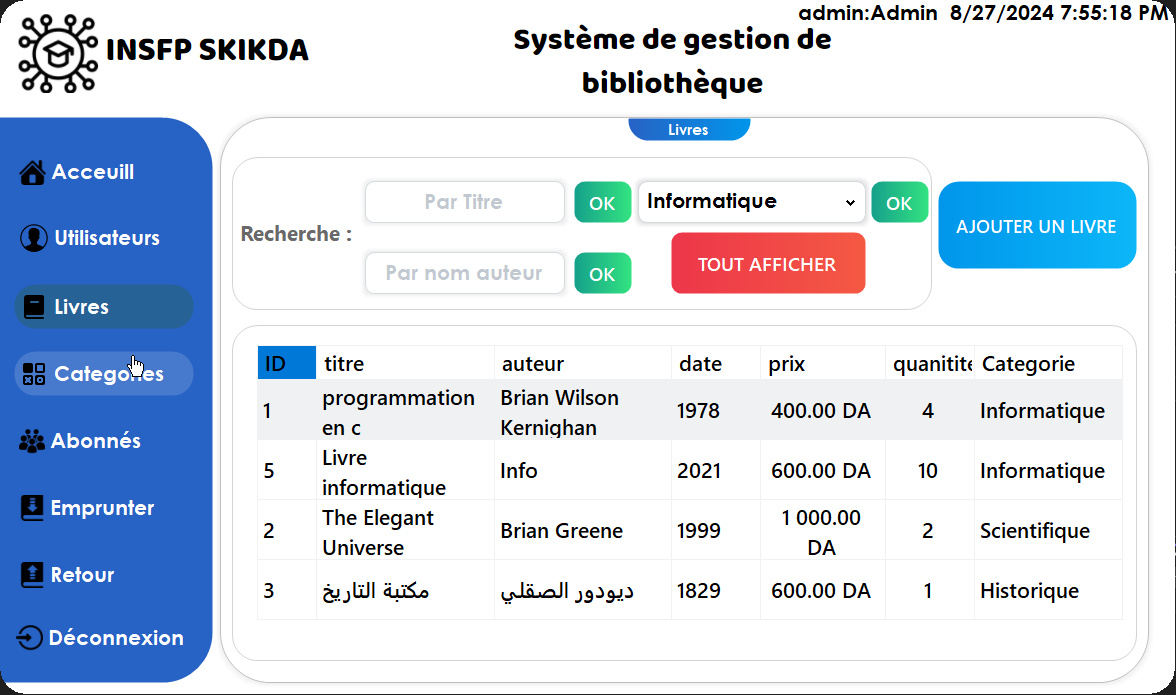 admin:Admin 8/27/2024 7:55:18 PM
INSFP SKIKDA
Système de gestion de
bibliothèque
Acceuill
Utilisateurs
Livres
Categories
Abonnés
Emprunter
Retour
Déconnexion
Livres
Recherche :
Par Titre OK Informatique OK
Par nom auteur OK TOUT AFFICHER
AJOUTER UN LIVRE
ID titre auteur date prix quanitite Categorie
1 programmation en c Brian Wilson Kernighan 1978 400.00 DA 4 Informatique
5 Livre informatique Info 2021 600.00 DA 10 Informatique
2 The Elegant Universe Brian Greene 1999 1 000.00 DA 2 Scientifique
3 مكتبة التاريخ ديودور الصقلي 1829 600.00 DA 1 Historique